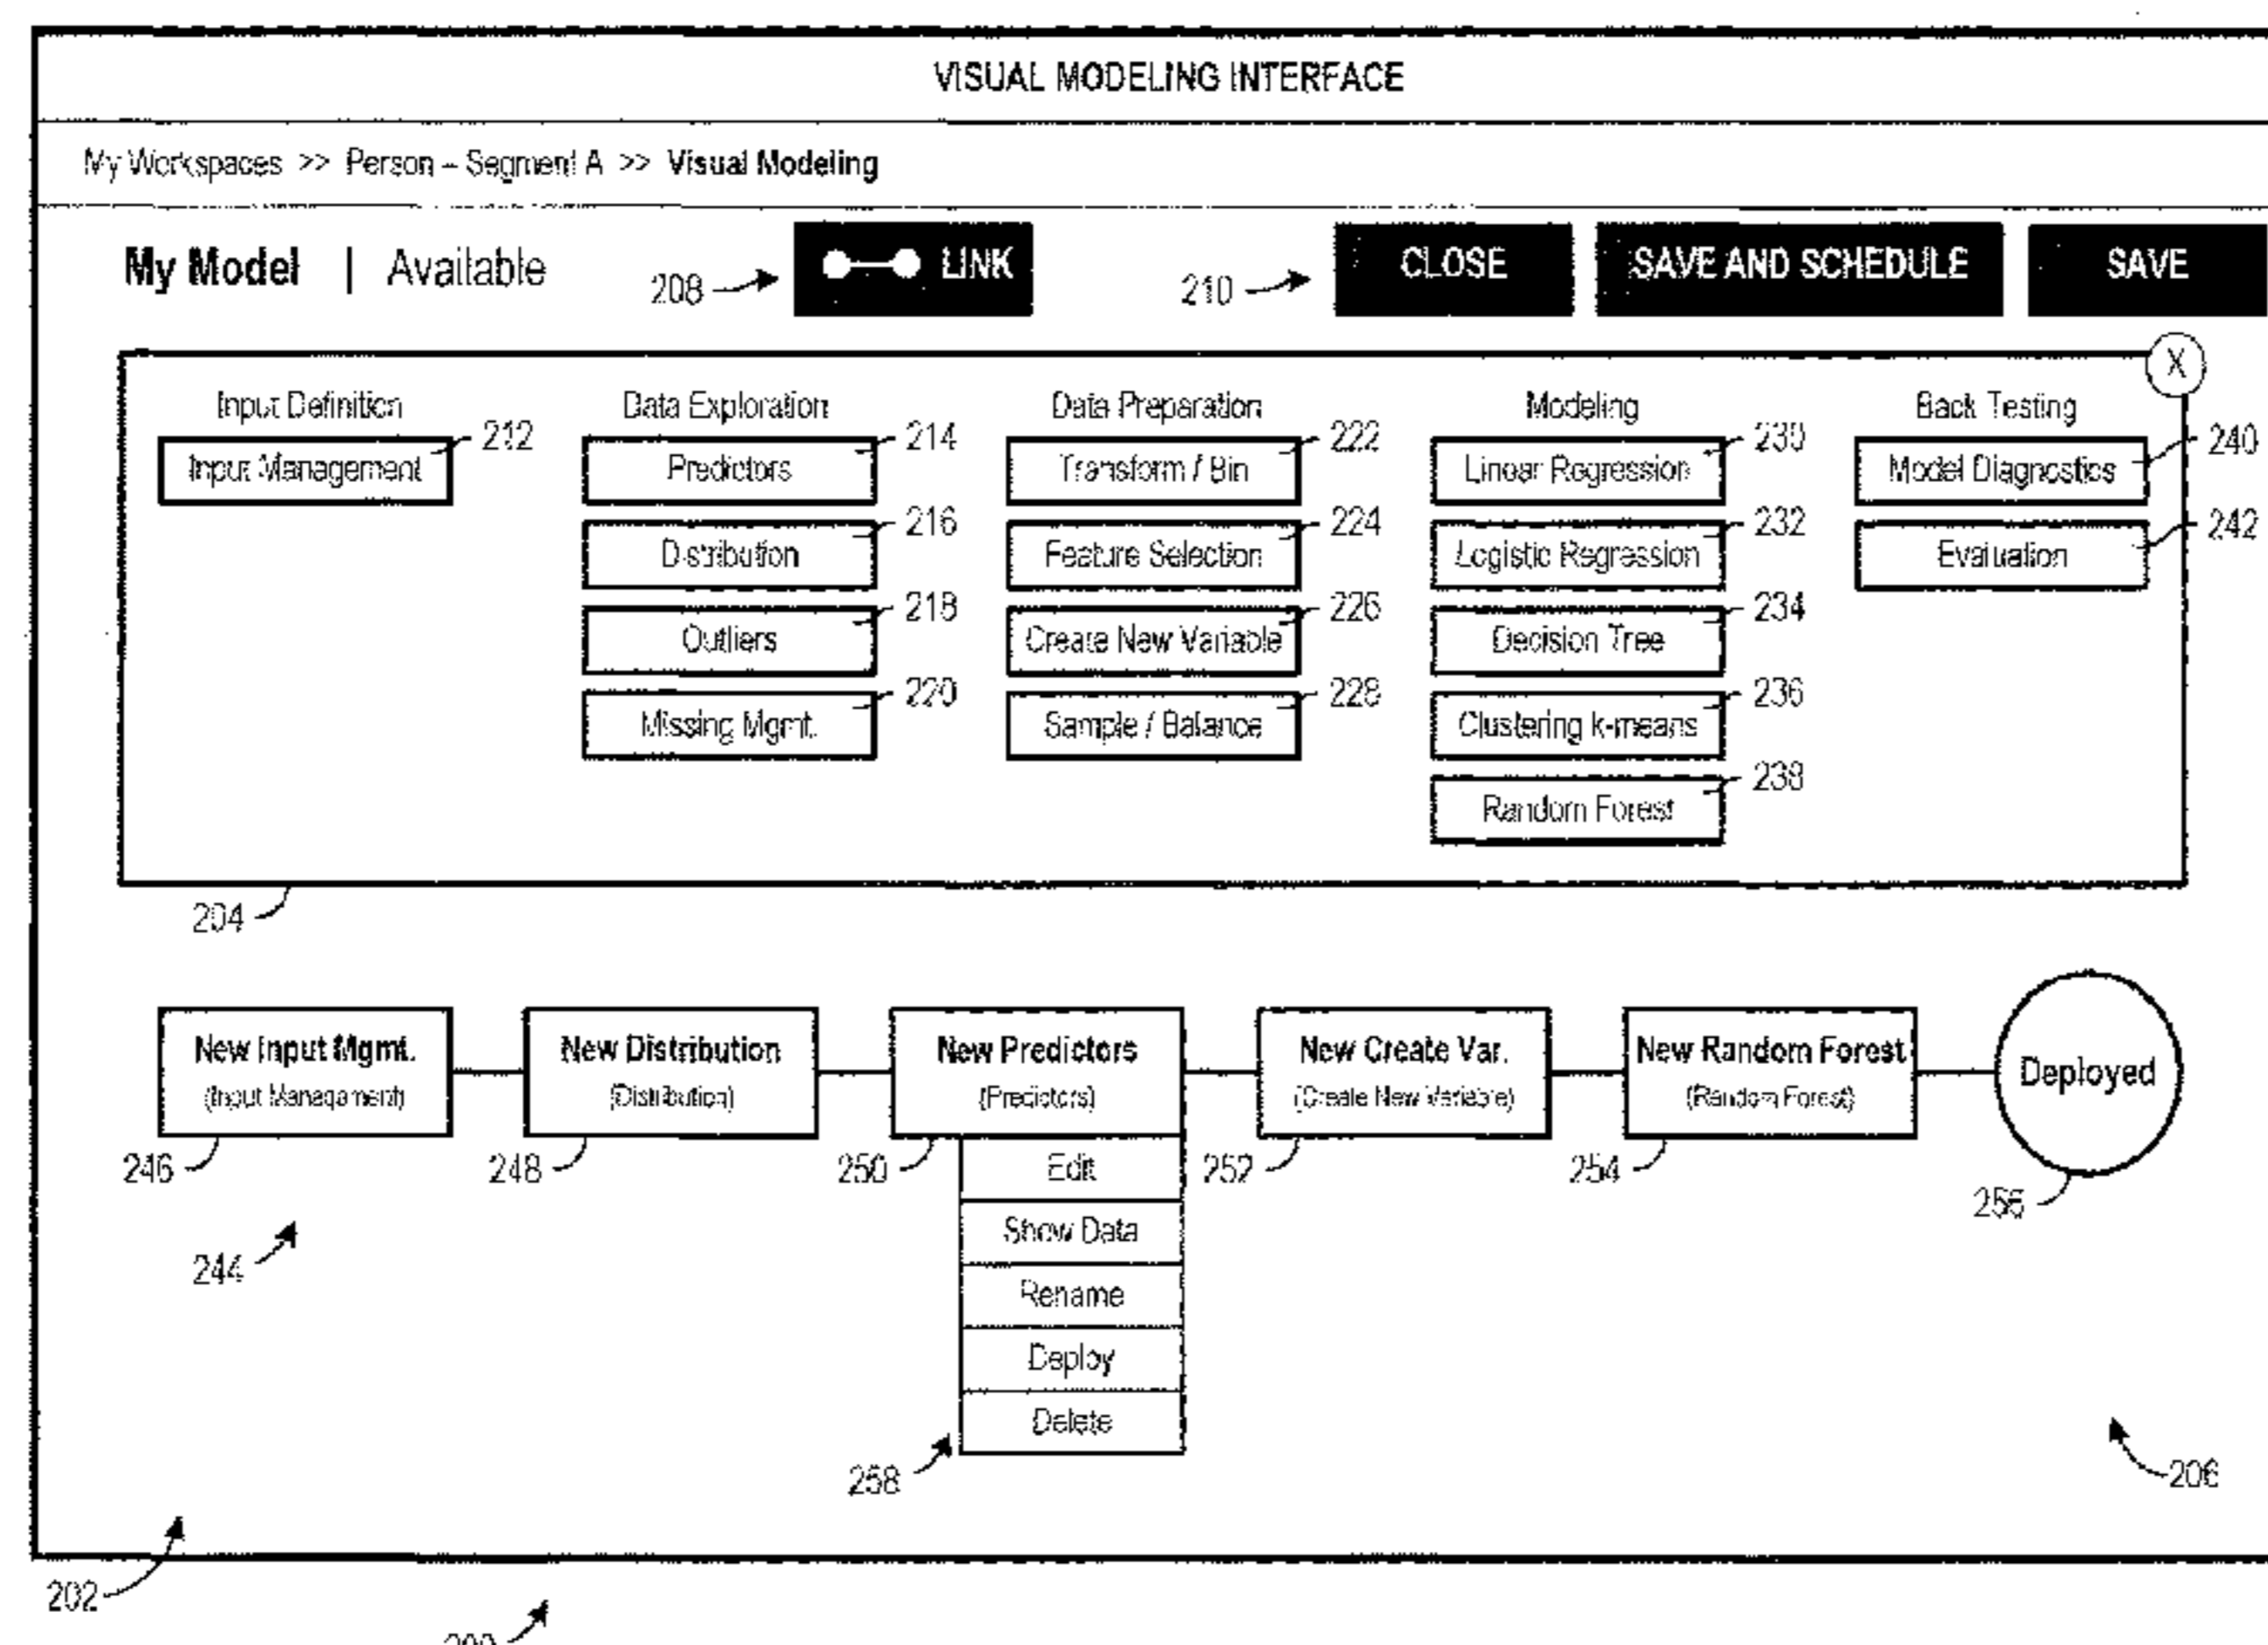 VISUAL MODELING INTERFACE
My Workspaces >> Person – Segment A >> Visual Modeling
My Model | Available
208
LINK
210
CLOSE
SAVE AND SCHEDULE
SAVE
X
Input Definition
Input Management
212
Data Exploration
Predictors
214
Distribution
216
Outliers
218
Missing Mgmt.
220
Data Preparation
Transform / Bin
222
Feature Selection
224
Create New Variable
226
Sample / Balance
228
Modeling
Linear Regression
230
Logistic Regression
232
Decision Tree
234
Clustering k-means
236
Random Forest
238
Back Testing
Model Diagnostics
240
Evaluation
242
204
New Input Mgmt.
(Input Management)
246
New Distribution
(Distribution)
248
New Predictors
(Predictors)
250
New Create Var.
(Create New Variable)
252
New Random Forest
(Random Forest)
254
Deployed
256
244
Edit
Show Data
Rename
Deploy
Delete
258
206
202